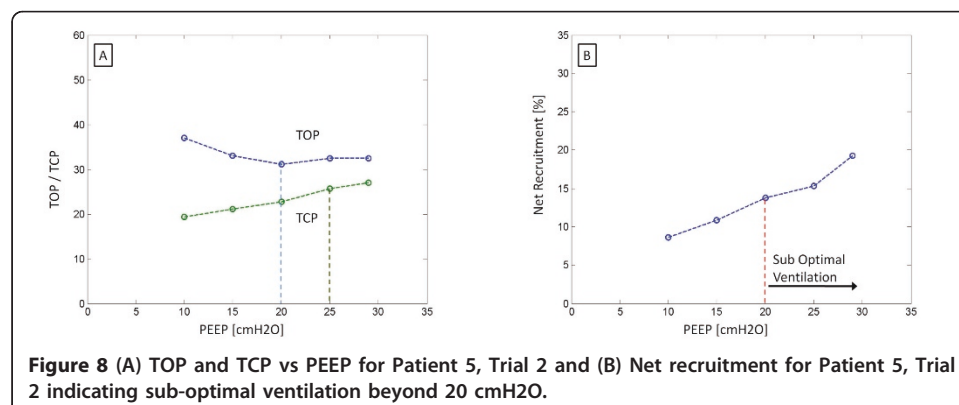 A
60
50
40
30
20
10
0
TOP / TCP
TOP
TCP
0 5 10 15 20 25 30 35
PEEP [cmH2O]
B
35
30
25
20
15
10
5
0
Net Recruitment [%]
Sub Optimal
Ventilation
0 5 10 15 20 25 30 35
PEEP [cmH2O]
Figure 8 (A) TOP and TCP vs PEEP for Patient 5, Trial 2 and (B) Net recruitment for Patient 5, Trial
2 indicating sub-optimal ventilation beyond 20 cmH2O.